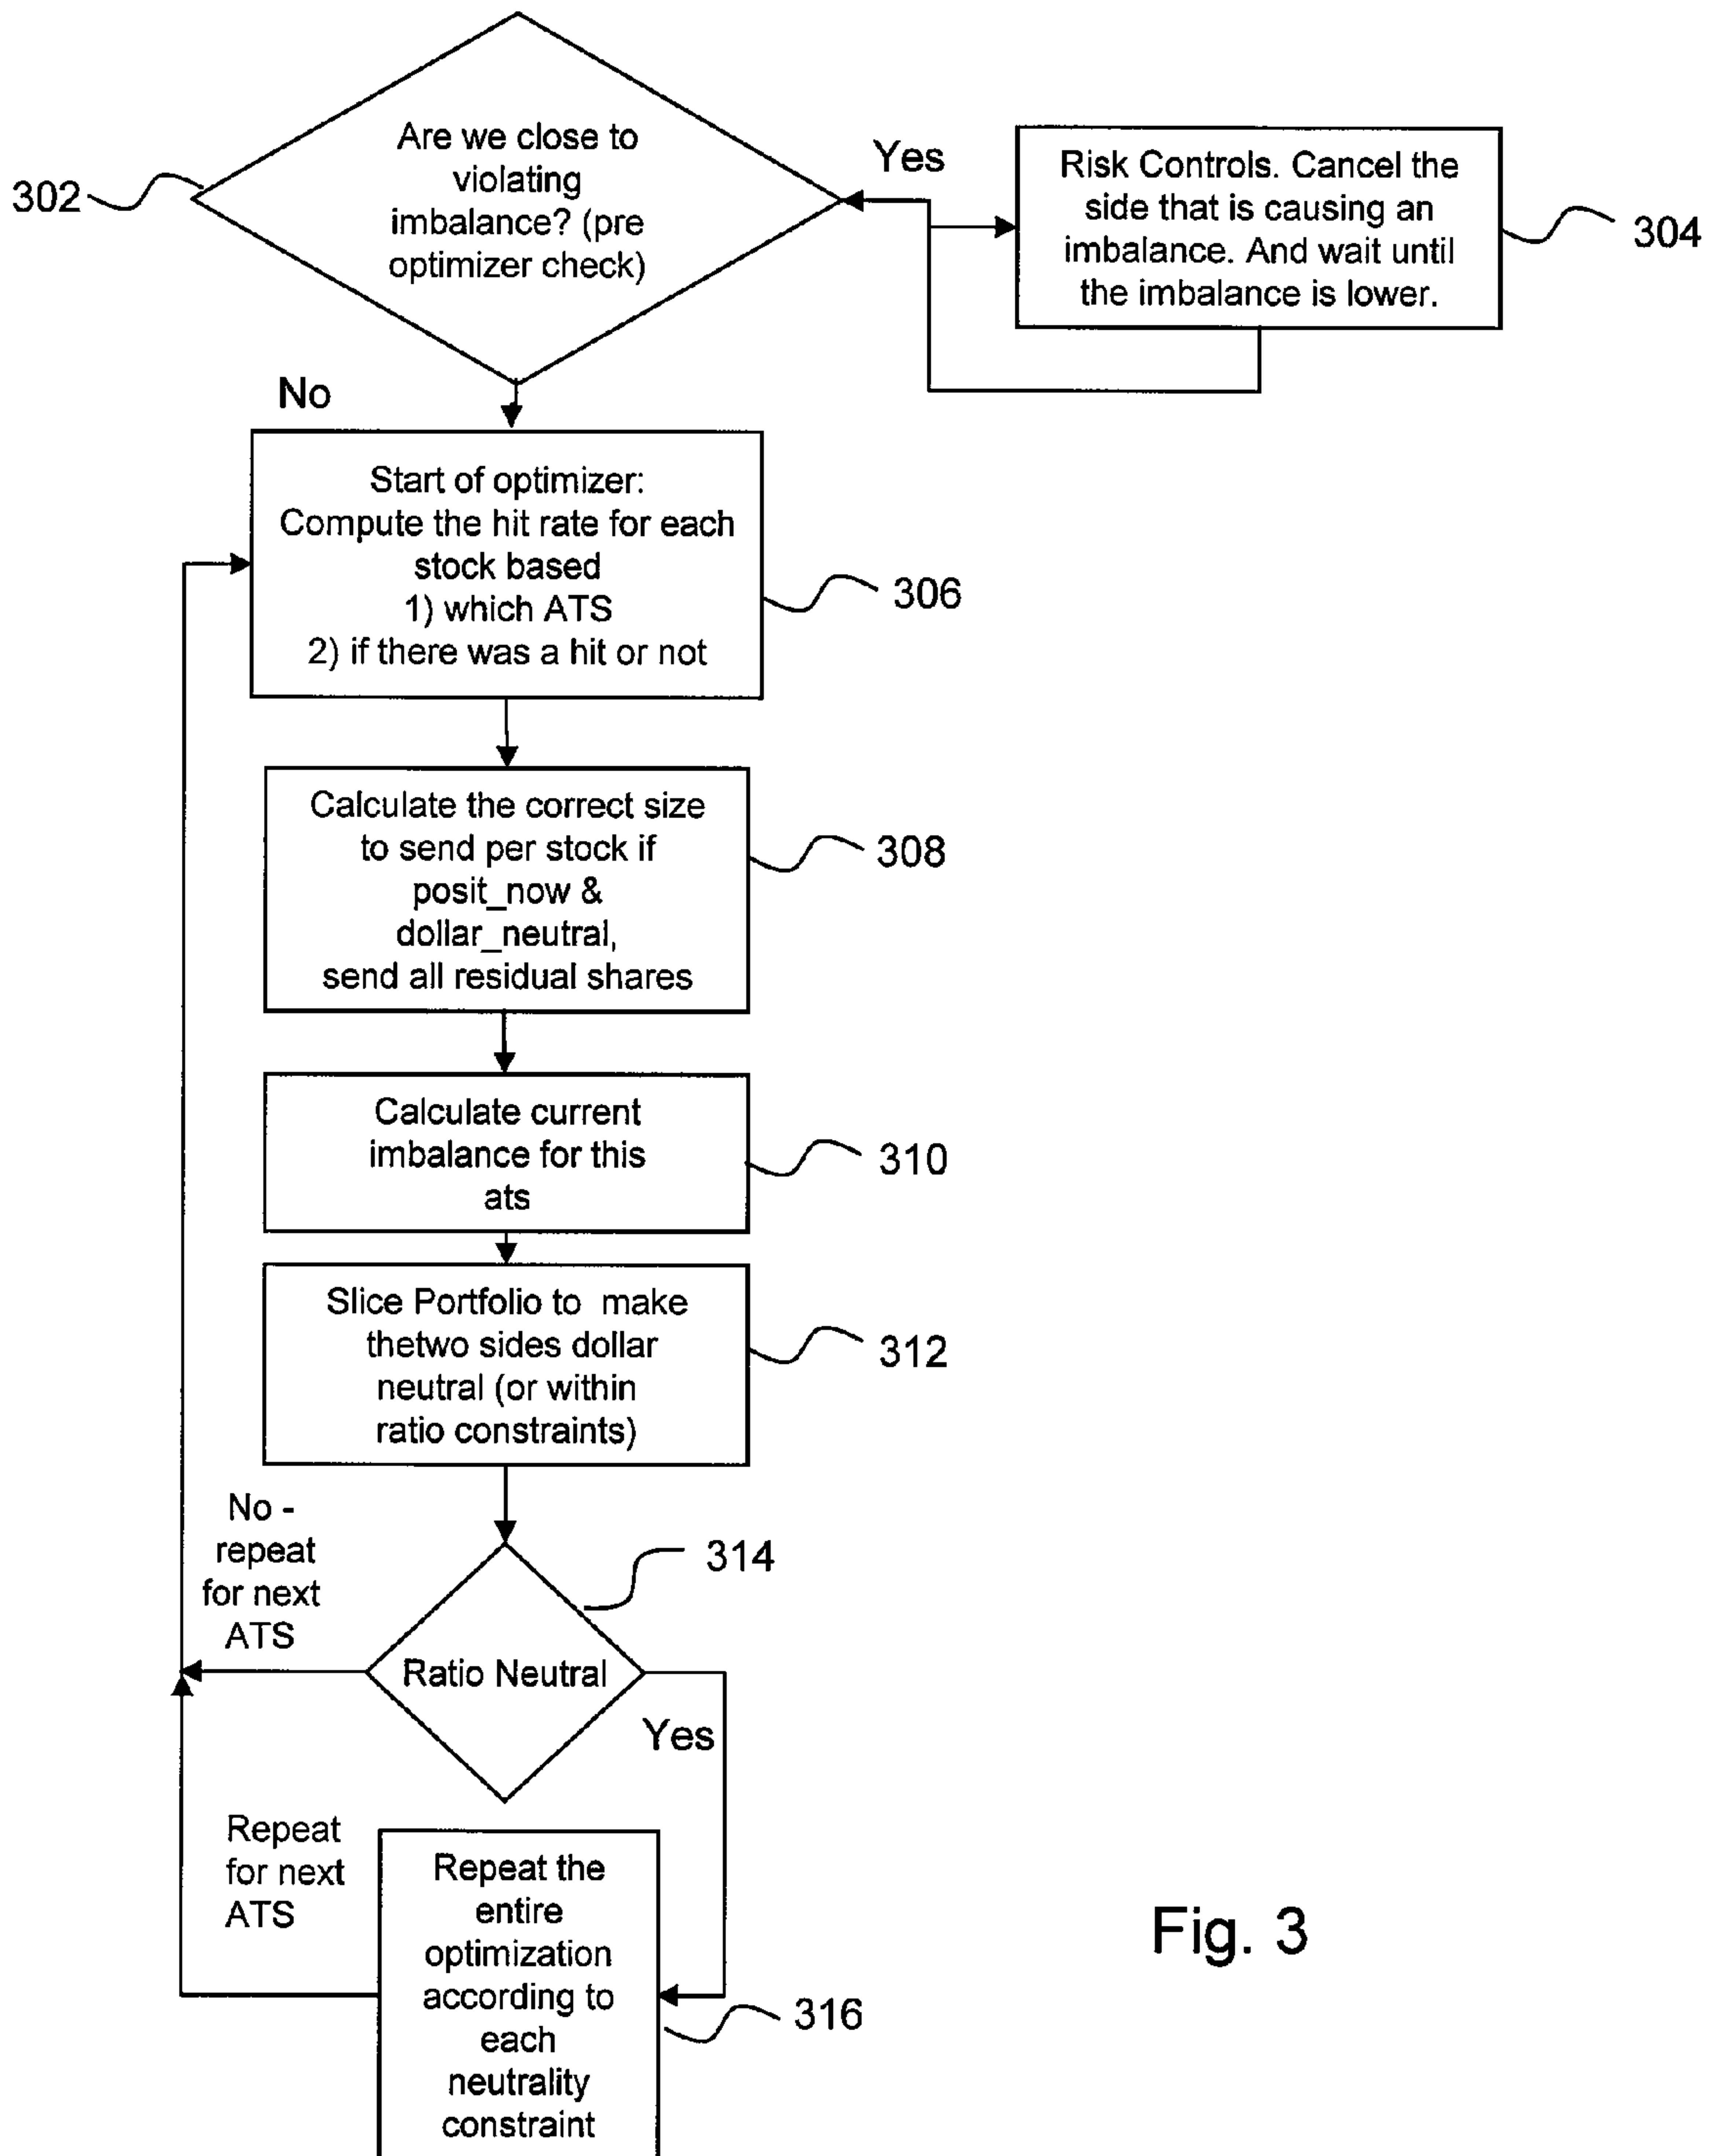 Are we close to
violating
imbalance? (pre
optimizer check)
302
Yes
Risk Controls. Cancel the
side that is causing an
imbalance. And wait until
the imbalance is lower.
304
No
Start of optimizer:
Compute the hit rate for each
stock based
1) which ATS
2) if there was a hit or not
306
Calculate the correct size
to send per stock if
posit_now &
dollar_neutral,
send all residual shares
308
Calculate current
imbalance for this
ats
310
Slice Portfolio to make
thetwo sides dollar
neutral (or within
ratio constraints)
312
No -
repeat
for next
ATS
314
Ratio Neutral
Yes
Repeat
for next
ATS
Repeat the
entire
optimization
according to
each
neutrality
constraint
316
Fig. 3